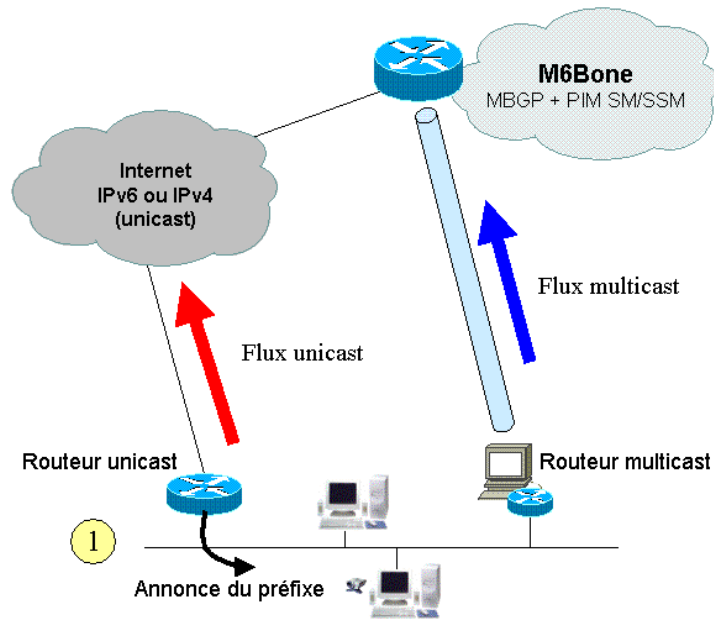 M6Bone
MBGP + PIM SM/SSM
Internet
IPv6 ou IPv4
(unicast)
Flux multicast
Flux unicast
Routeur unicast
Routeur multicast
1
Annonce du préfixe